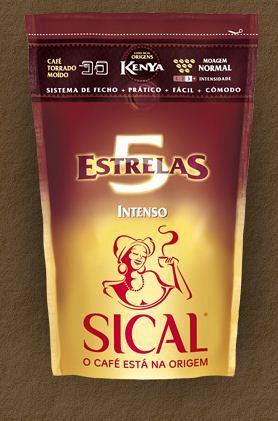 CAFÉ TORRADO MOÍDO
KENYA
MOAGEM NORMAL
INTENSIDADE
SISTEMA DE FECHO + PRÁTICO + FÁCIL + CÓMODO
5
ESTRELAS
INTENSO
SICAL®
O CAFÉ ESTÁ NA ORIGEM